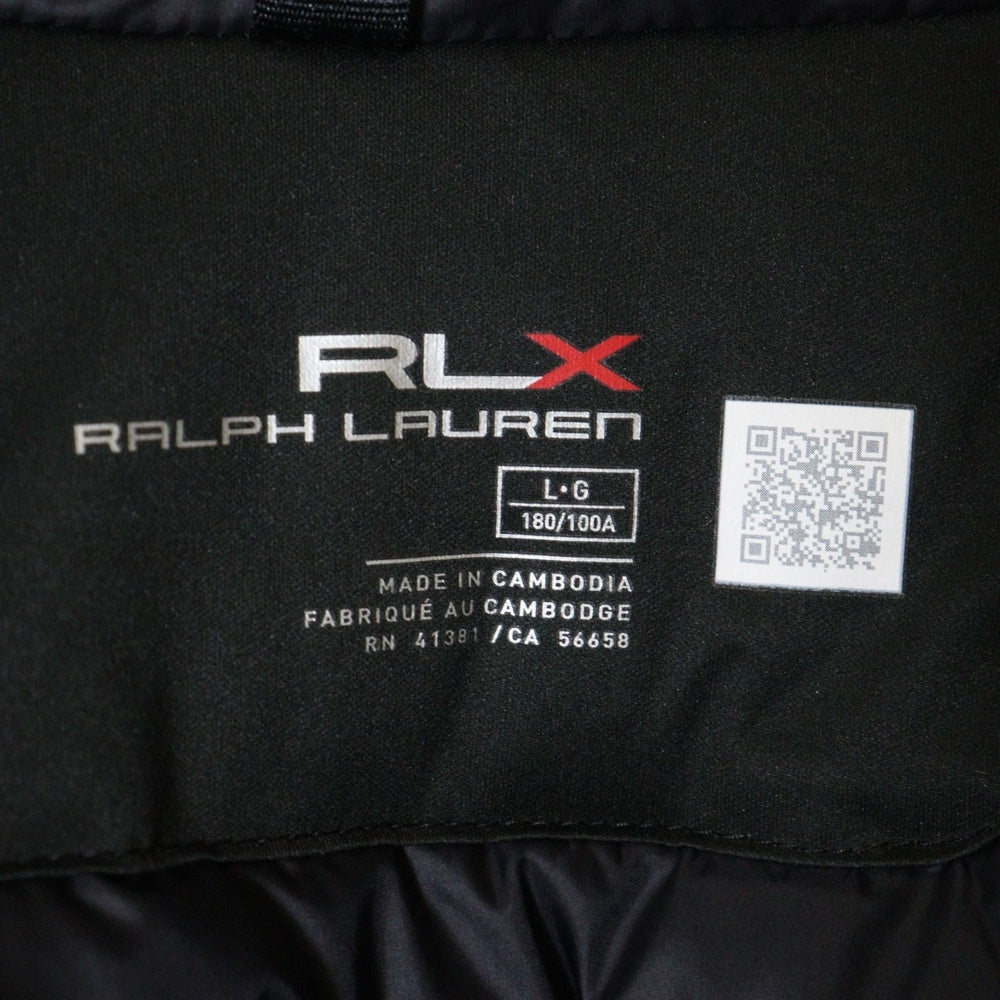 RLX
RALPH LAUREN
L•G
180/100A
MADE IN CAMBODIA
FABRIQUÉ AU CAMBODGE
RN 41381 /CA 56658